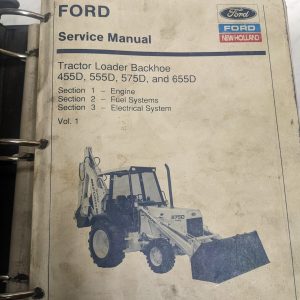 FORD
Ford
FORD
NEW HOLLAND
Service Manual
Tractor Loader Backhoe
455D, 555D, 575D, and 655D
Section 1 – Engine
Section 2 – Fuel Systems
Section 3 – Electrical System
Vol. 1
575D